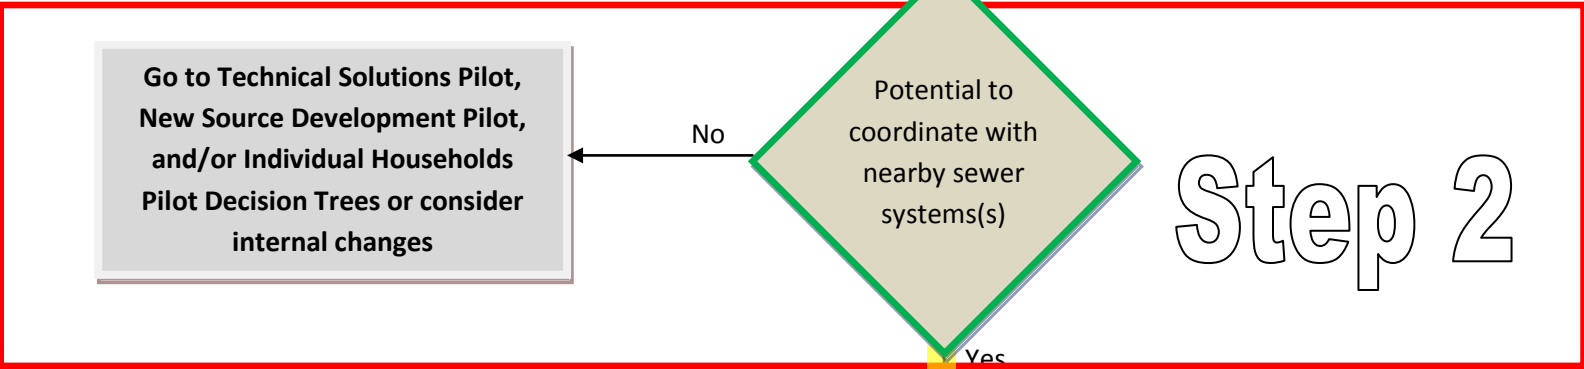 Go to Technical Solutions Pilot,
New Source Development Pilot,
and/or Individual Households
Pilot Decision Trees or consider
internal changes
No
Potential to
coordinate with
nearby sewer
systems(s)
Step 2
Yes